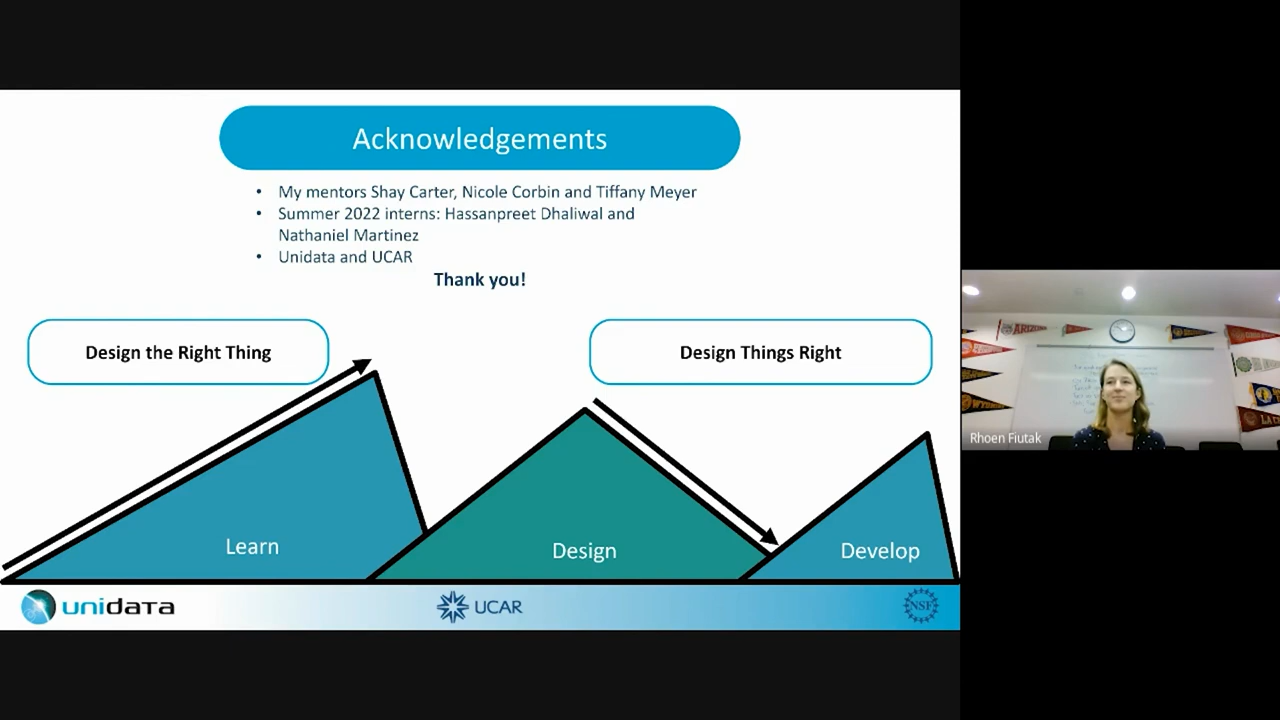 Acknowledgements
• My mentors Shay Carter, Nicole Corbin and Tiffany Meyer
• Summer 2022 interns: Hassanpreet Dhaliwal and
Nathaniel Martinez
• Unidata and UCAR
Thank you!
Design the Right Thing
Design Things Right
Learn
Design
Develop
unidata
UCAR
NSF
ARIZONA
WYOMING
Rhoen Fiutak